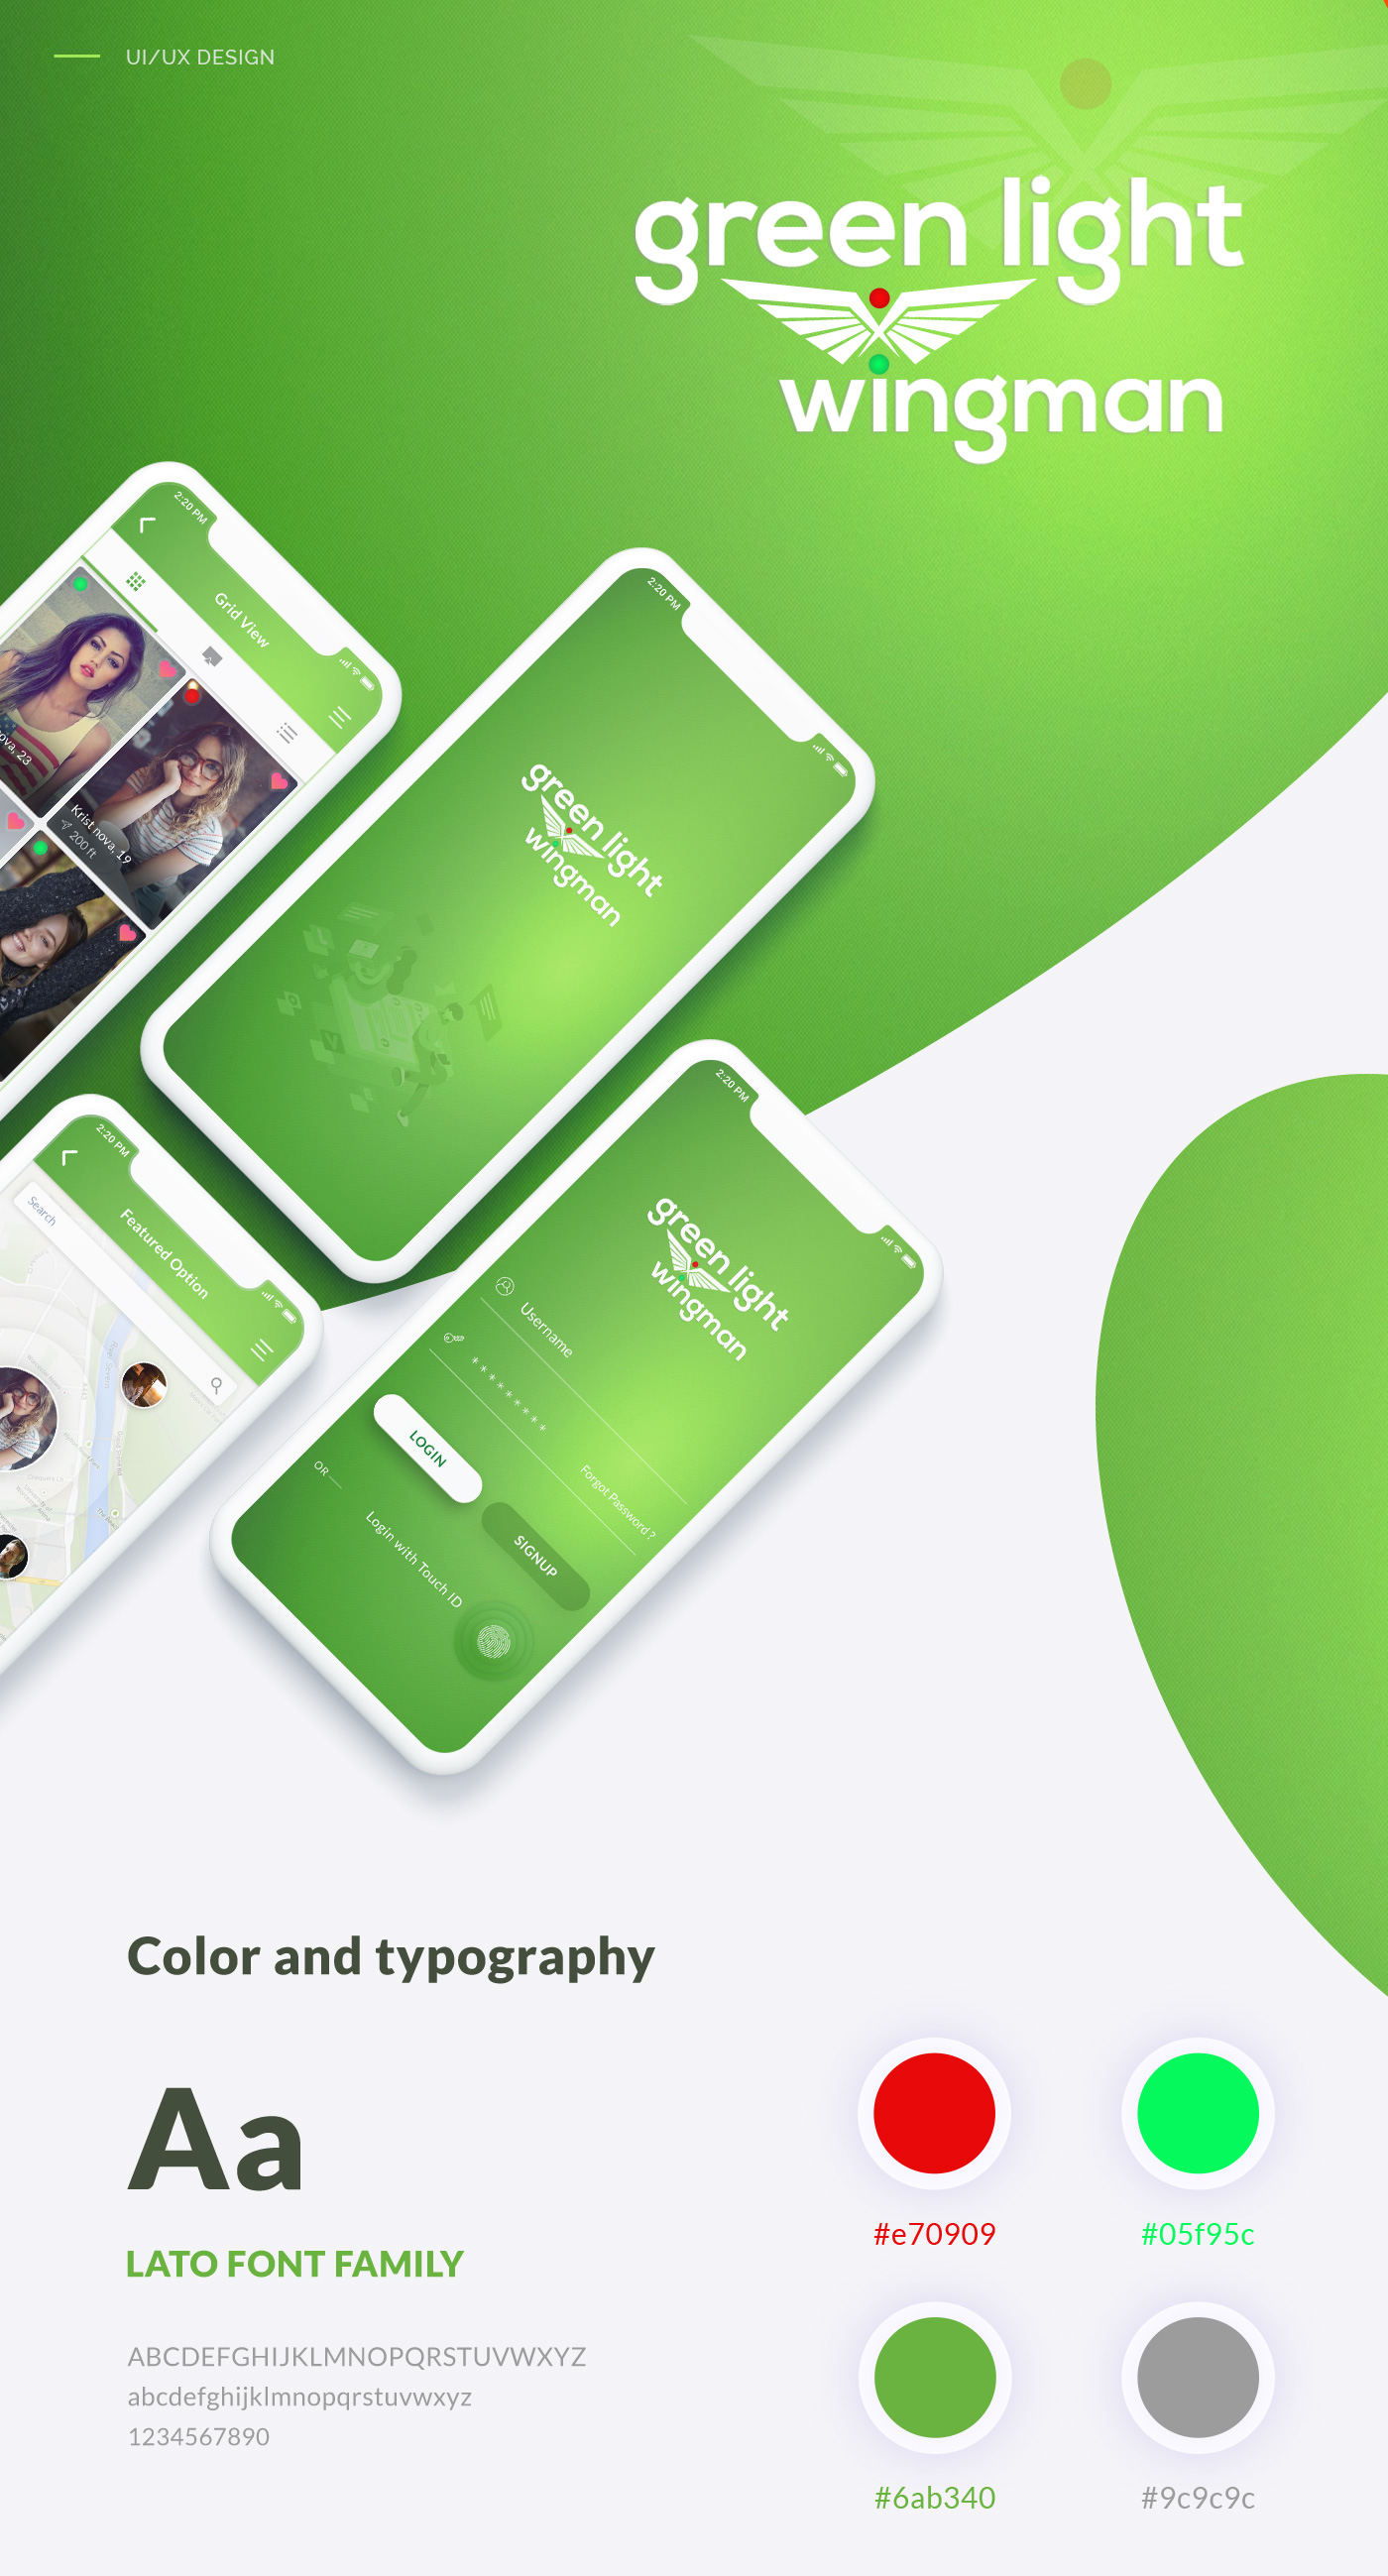 UI/UX DESIGN
green light
wingman
2:20 PM
Grid View
nova, 23
Krist nova, 19
200 ft
2:20 PM
green light
wingman
2:20 PM
Featured Option
Search
2:20 PM
green light
wingman
Username
*********
Forgot Password ?
LOGIN
SIGNUP
OR
Login with Touch ID
Color and typography
Aa
LATO FONT FAMILY
ABCDEFGHIJKLMNOPQRSTUVWXYZ
abcdefghijklmnopqrstuvwxyz
1234567890
#e70909
#05f95c
#6ab340
#9c9c9c